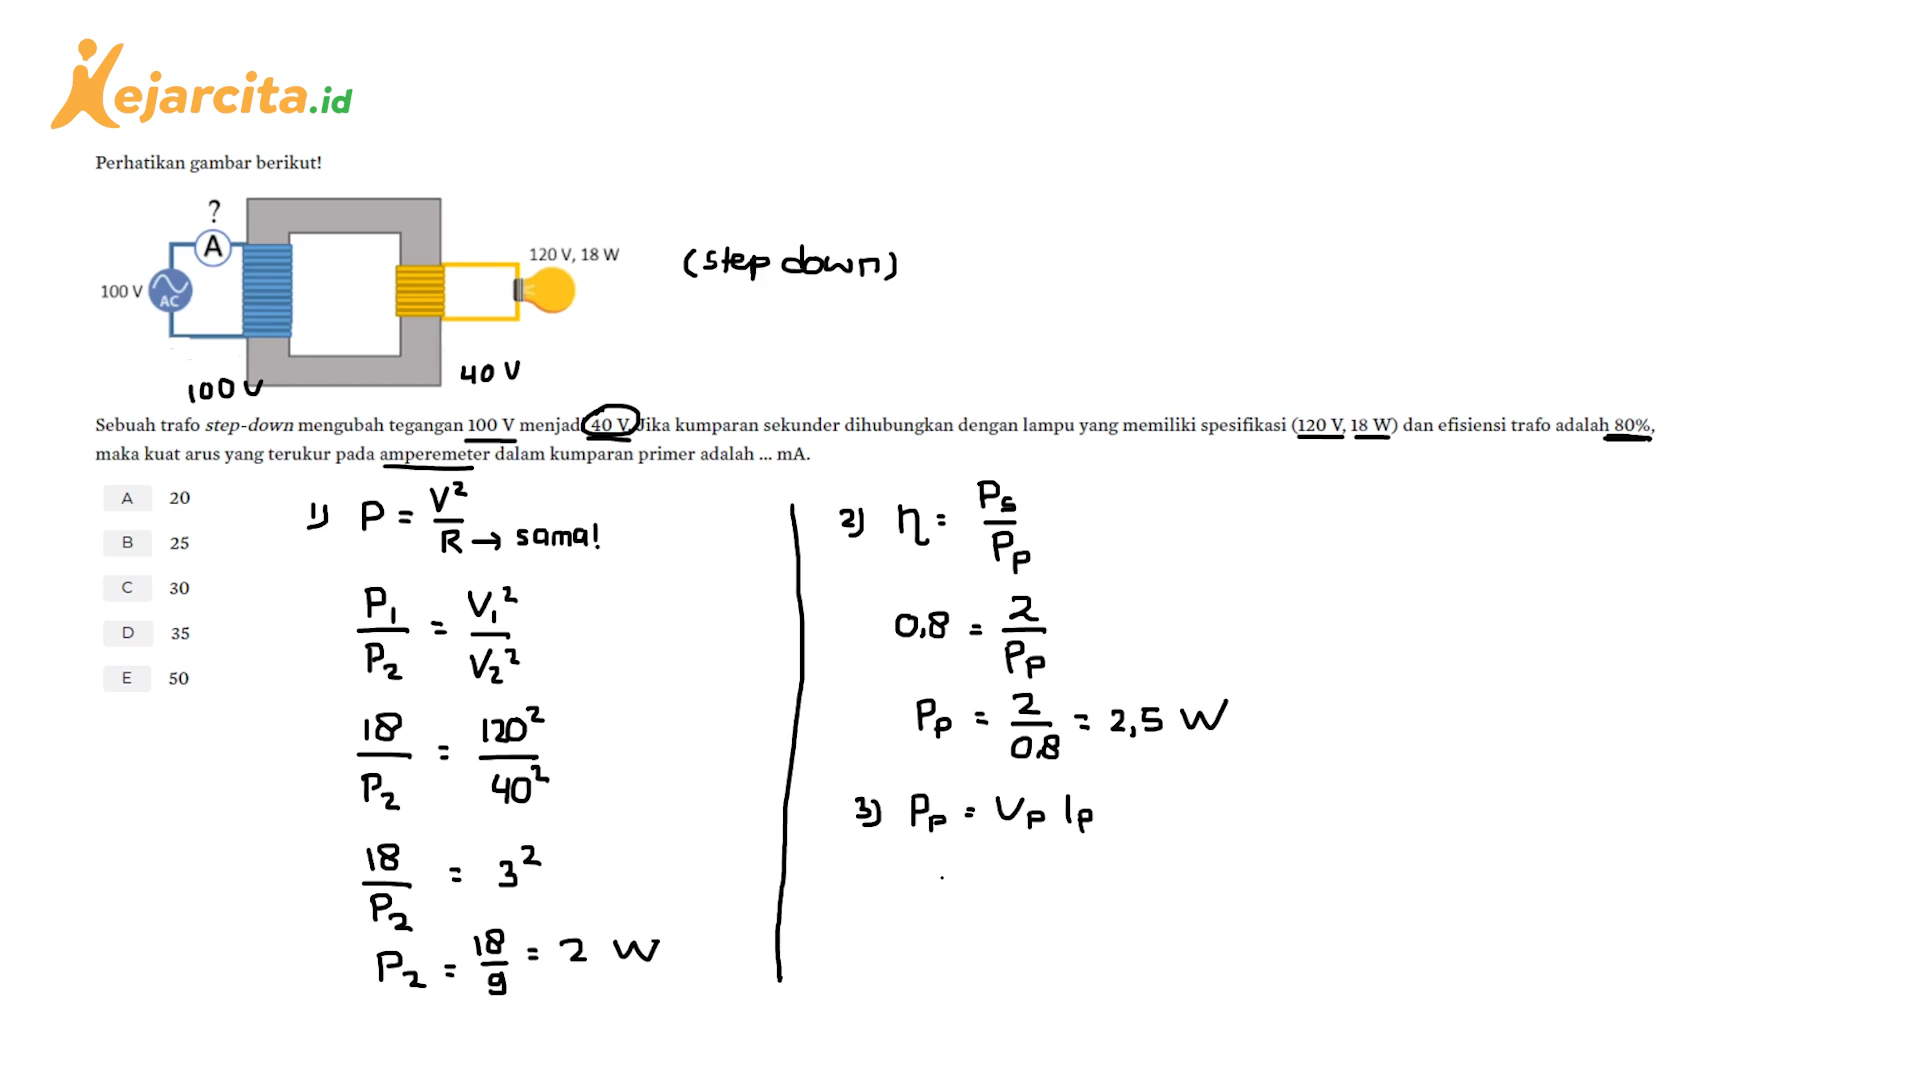 Kejarcita.id
Perhatikan gambar berikut!
?
A
100 V
AC
120 V, 18 W
(step down)
100 V
40 V
Sebuah trafo step-down mengubah tegangan 100 V menjadi 40 V. Jika kumparan sekunder dihubungkan dengan lampu yang memiliki spesifikasi (120 V, 18 W) dan efisiensi trafo adalah 80%,
maka kuat arus yang terukur pada amperemeter dalam kumparan primer adalah ... mA.
A 20
B 25
C 30
D 35
E 50
1) P = V²/R → sama!
P₁/P₂ = V₁²/V₂²
18/P₂ = 120²/40²
18/P₂ = 3²
P₂ = 18/9 = 2 W
2) η = Ps/Pp
0,8 = 2/Pp
Pp = 2/0.8 = 2,5 W
3) Pp = Vp Ip